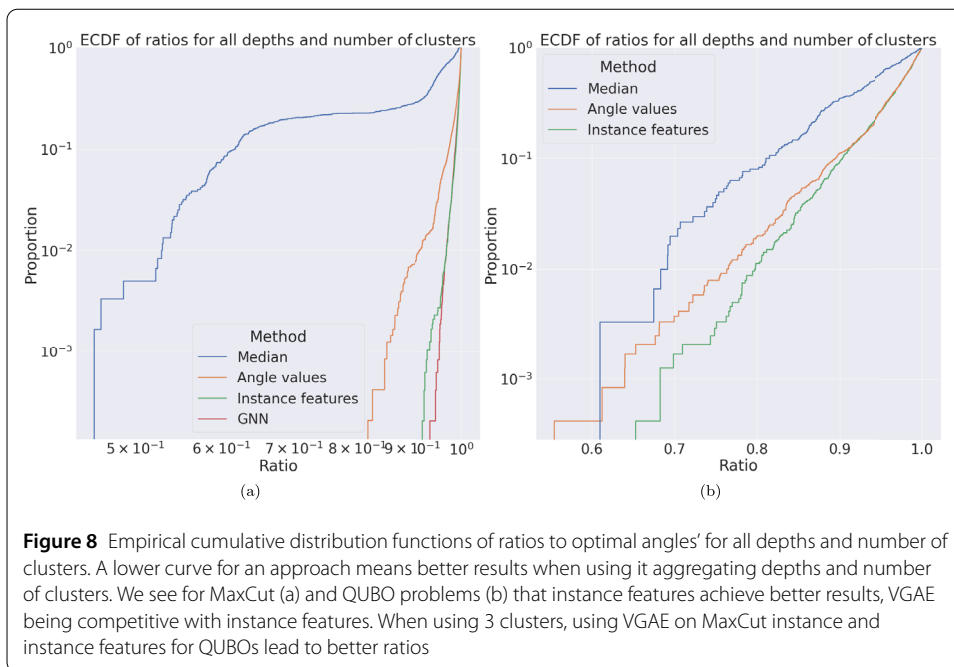 ECDF of ratios for all depths and number of clusters
10⁰
10⁻¹
10⁻²
10⁻³
Proportion
Method
Median
Angle values
Instance features
GNN
5 × 10⁻¹ 6 × 10⁻¹ 7 × 10⁻¹ 8 × 10⁻¹ 9 × 10⁻¹ 10⁰
Ratio
(a)
ECDF of ratios for all depths and number of clusters
10⁰
10⁻¹
10⁻²
10⁻³
Proportion
Method
Median
Angle values
Instance features
0.6 0.7 0.8 0.9 1.0
Ratio
(b)
Figure 8 Empirical cumulative distribution functions of ratios to optimal angles' for all depths and number of
clusters. A lower curve for an approach means better results when using it aggregating depths and number
of clusters. We see for MaxCut (a) and QUBO problems (b) that instance features achieve better results, VGAE
being competitive with instance features. When using 3 clusters, using VGAE on MaxCut instance and
instance features for QUBOs lead to better ratios